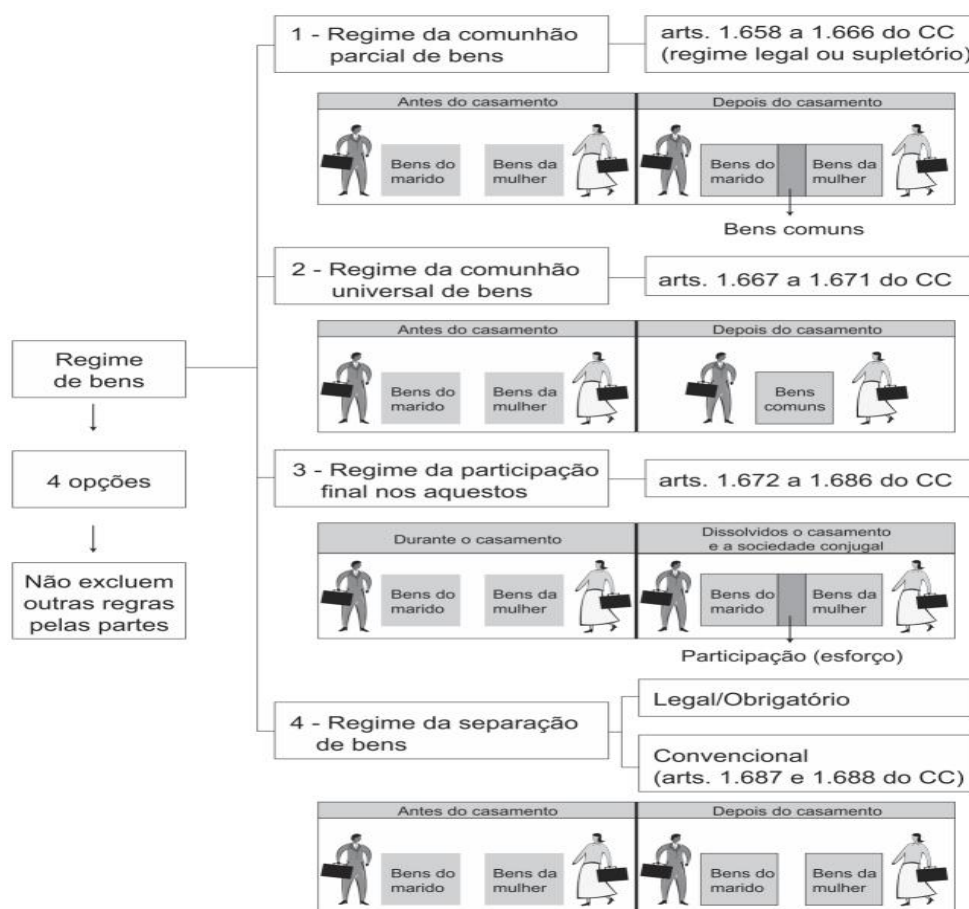 1 - Regime da comunhão
parcial de bens
arts. 1.658 a 1.666 do CC
(regime legal ou supletório)
Antes do casamento
Depois do casamento
Bens do
marido
Bens da
mulher
Bens do
marido
Bens da
mulher
Bens comuns
2 - Regime da comunhão
universal de bens
arts. 1.667 a 1.671 do CC
Antes do casamento
Depois do casamento
Bens do
marido
Bens da
mulher
Bens
comuns
Regime
de bens
4 opções
Não excluem
outras regras
pelas partes
3 - Regime da participação
final nos aquestos
arts. 1.672 a 1.686 do CC
Durante o casamento
Dissolvidos o casamento
e a sociedade conjugal
Bens do
marido
Bens da
mulher
Bens do
marido
Bens da
mulher
Participação (esforço)
4 - Regime da separação
de bens
Legal/Obrigatório
Convencional
(arts. 1.687 e 1.688 do CC)
Antes do casamento
Depois do casamento
Bens do
marido
Bens da
mulher
Bens do
marido
Bens da
mulher